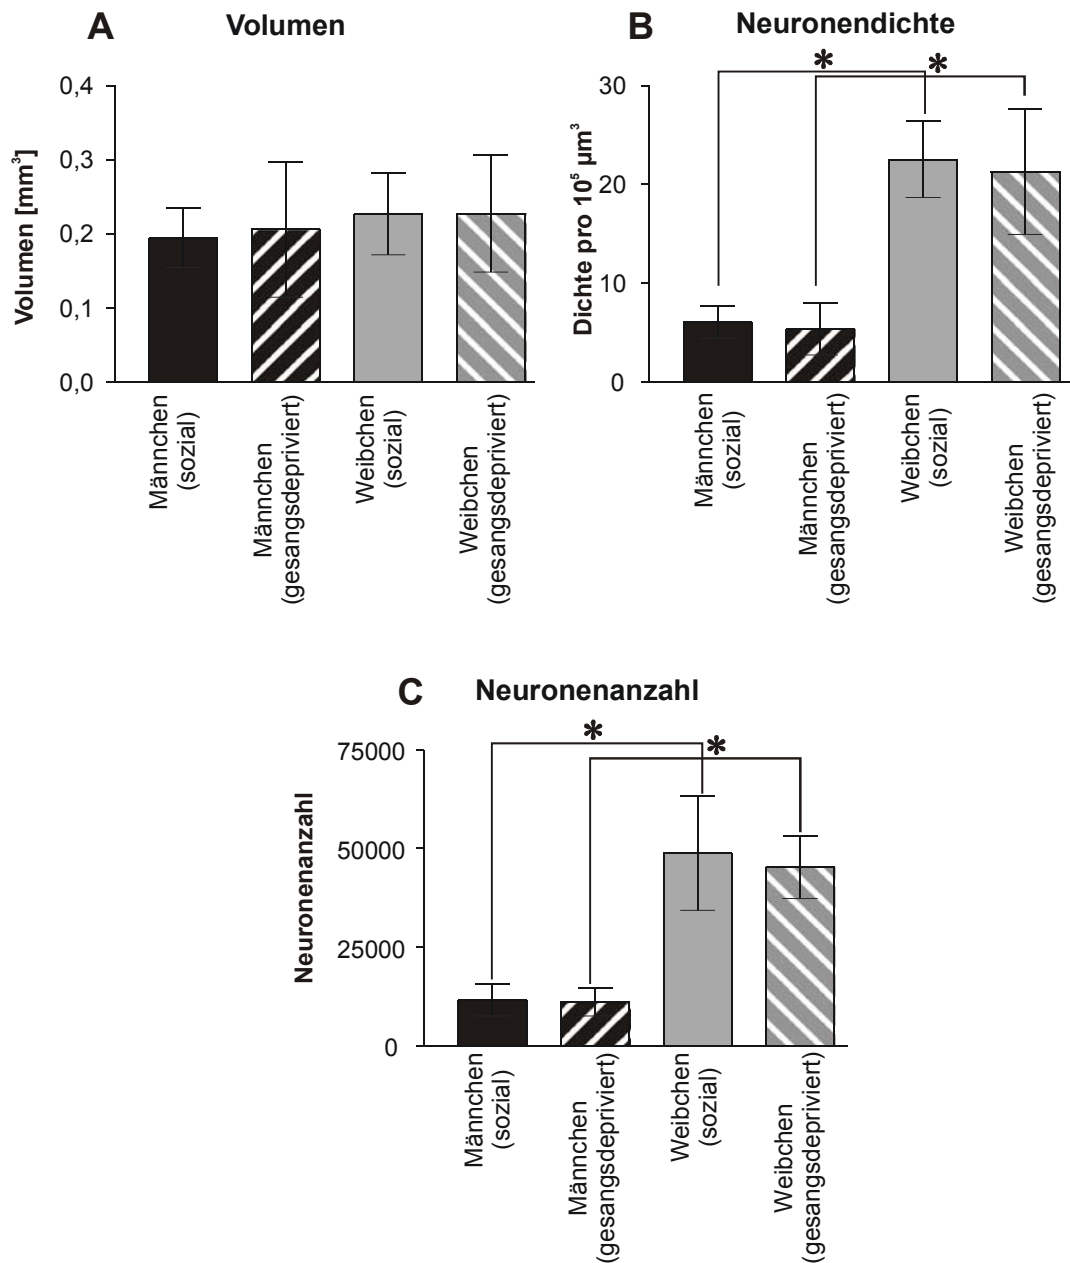 A
Volumen
Volumen [mm³]
0,4
0,3
0,2
0,1
0,0
Männchen
(sozial)
Männchen
(gesangsdepriviert)
Weibchen
(sozial)
Weibchen
(gesangsdepriviert)
B
Neuronendichte
Dichte pro 10⁵ µm³
30
20
10
0
*
*
Männchen
(sozial)
Männchen
(gesangsdepriviert)
Weibchen
(sozial)
Weibchen
(gesangsdepriviert)
C
Neuronenanzahl
Neuronenanzahl
75000
50000
25000
0
*
*
Männchen
(sozial)
Männchen
(gesangsdepriviert)
Weibchen
(sozial)
Weibchen
(gesangsdepriviert)